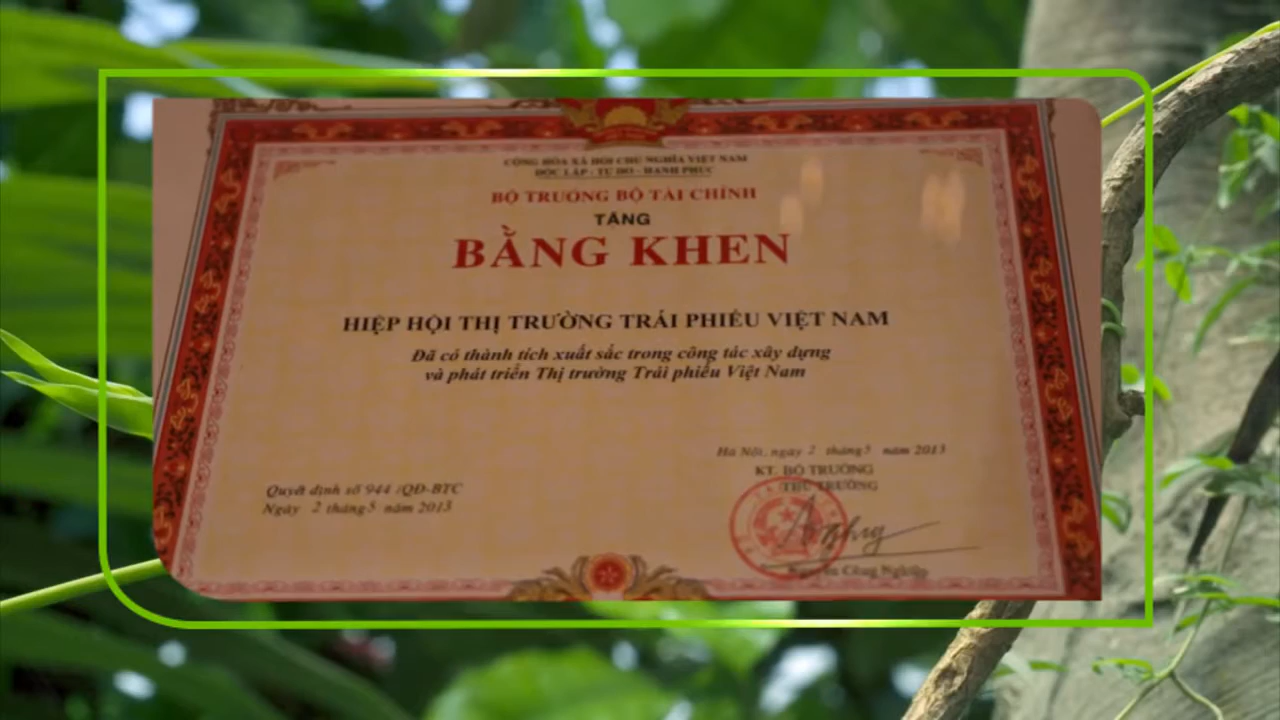 CỘNG HÒA XÃ HỘI CHỦ NGHĨA VIỆT NAM
ĐỘC LẬP - TỰ DO - HẠNH PHÚC
BỘ TRƯỞNG BỘ TÀI CHÍNH
TẶNG
BẰNG KHEN
HIỆP HỘI THỊ TRƯỜNG TRÁI PHIẾU VIỆT NAM
Đã có thành tích xuất sắc trong công tác xây dựng
và phát triển Thị trường Trái phiếu Việt Nam
Hà Nội, ngày 2 tháng 5 năm 2013
KT. BỘ TRƯỞNG
THỨ TRƯỞNG
Quyết định số 944 /QĐ-BTC
Ngày 2 tháng 5 năm 2013
Công Nghiệp